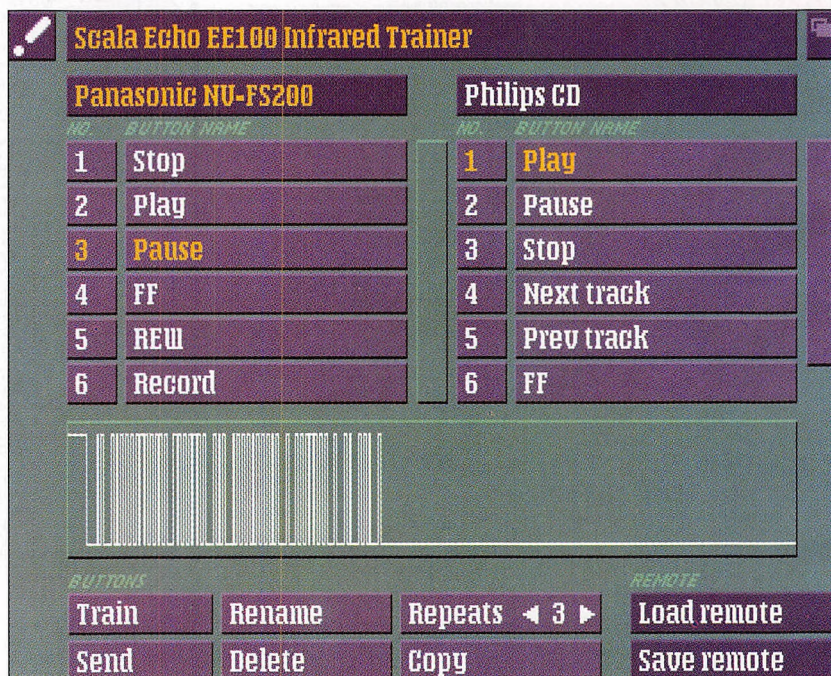 Scala Echo EE100 Infrared Trainer
Panasonic NV-FS200
NO. BUTTON NAME
1 Stop
2 Play
3 Pause
4 FF
5 REW
6 Record
Philips CD
NO. BUTTON NAME
1 Play
2 Pause
3 Stop
4 Next track
5 Prev track
6 FF
BUTTONS
Train
Rename
Repeats ◀ 3 ▶
Send
Delete
Copy
REMOTE
Load remote
Save remote